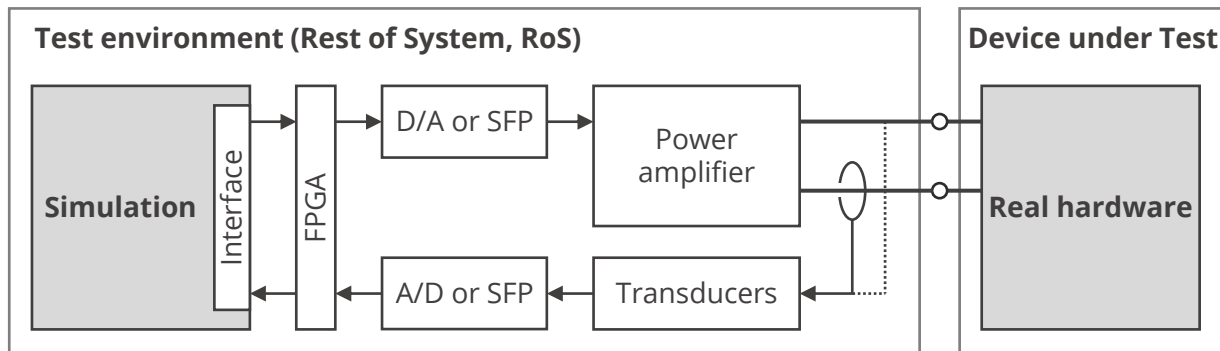 Test environment (Rest of System, RoS)
Device under Test
Simulation
Interface
FPGA
D/A or SFP
Power
amplifier
A/D or SFP
Transducers
Real hardware